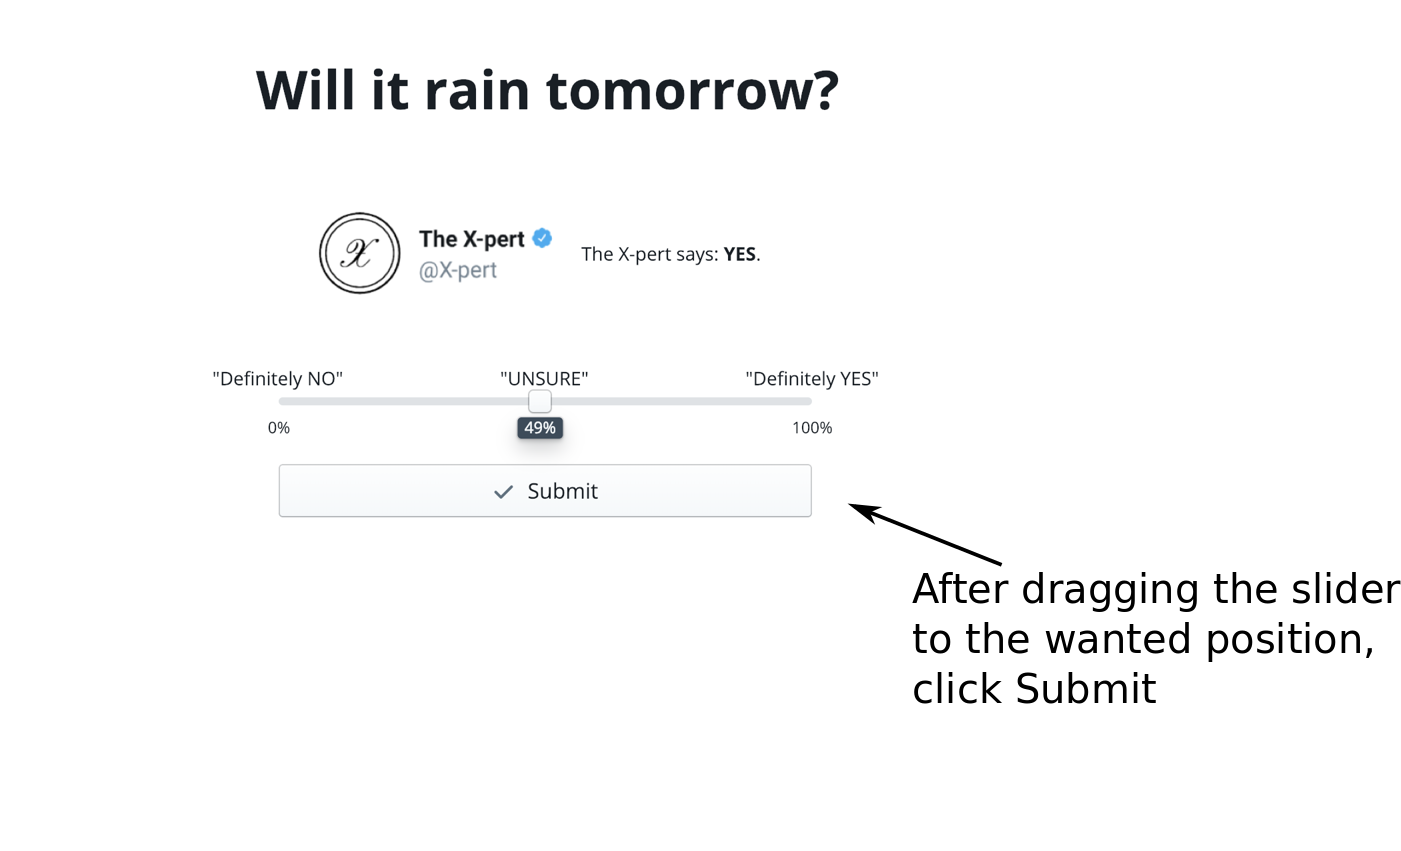 Will it rain tomorrow?
The X-pert
@X-pert
The X-pert says: YES.
"Definitely NO" "UNSURE" "Definitely YES"
0% 49% 100%
Submit
After dragging the slider
to the wanted position,
click Submit